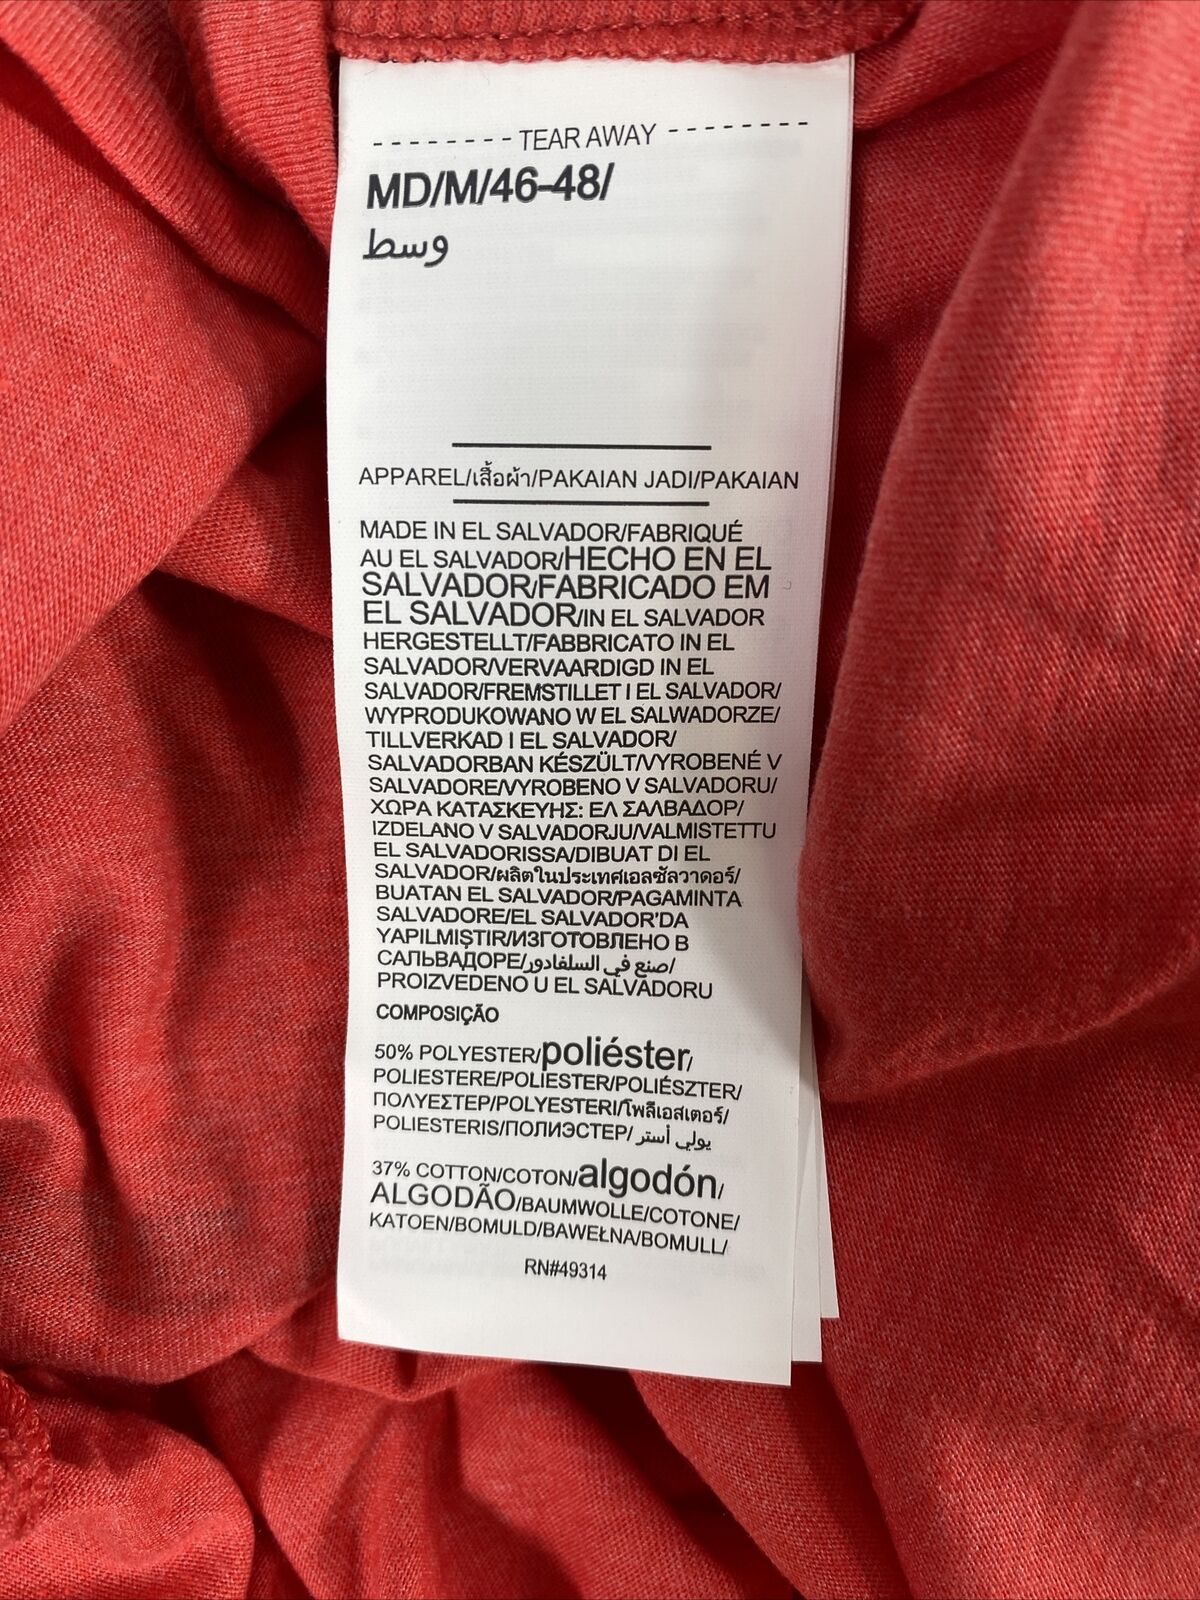 -------- TEAR AWAY --------
MD/M/46-48/
وسط
APPAREL/เสื้อผ้า/PAKAIAN JADI/PAKAIAN
MADE IN EL SALVADOR/FABRIQUÉ
AU EL SALVADOR/HECHO EN EL
SALVADOR/FABRICADO EM
EL SALVADOR/IN EL SALVADOR
HERGESTELLT/FABBRICATO IN EL
SALVADOR/VERVAARDIGD IN EL
SALVADOR/FREMSTILLET I EL SALVADOR/
WYPRODUKOWANO W EL SALWADORZE/
TILLVERKAD I EL SALVADOR/
SALVADORBAN KÉSZÜLT/VYROBENÉ V
SALVADORE/VYROBENO V SALVADORU/
ΧΩΡΑ ΚΑΤΑΣΚΕΥΗΣ: ΕΛ ΣΑΛΒΑΔΟΡ/
IZDELANO V SALVADORJU/VALMISTETTU
EL SALVADORISSA/DIBUAT DI EL
SALVADOR/ผลิตในประเทศเอลซัลวาดอร์/
BUATAN EL SALVADOR/PAGAMINTA
SALVADORE/EL SALVADOR'DA
YAPILMIŞTIR/ИЗГОТОВЛЕНО В
САЛЬВАДОРЕ/صنع في السلفادور/
PROIZVEDENO U EL SALVADORU
COMPOSIÇÃO
50% POLYESTER/poliéster/
POLIESTERE/POLIESTER/POLIÉSZTER/
ΠΟΛΥΕΣΤΕΡ/POLYESTERI/โพลีเอสเตอร์/
POLIESTERIS/ПОЛИЭСТЕР/يولي أستر
37% COTTON/COTON/algodón/
ALGODÃO/BAUMWOLLE/COTONE/
KATOEN/BOMULD/BAWEŁNA/BOMULL/
RN#49314